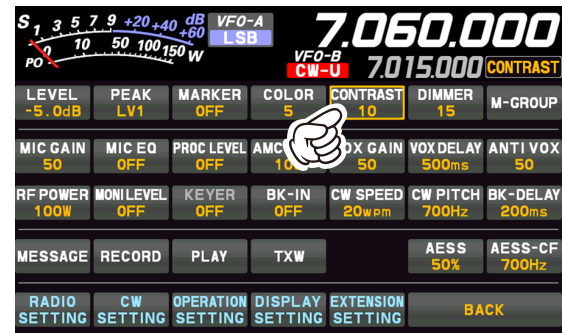 S 1 3 5 7 9 +20 +40 +60 dB VFO-A 7.060.000
LSB
PO 0 10 50 100 150 W VFO-B
CW-U 7.015.000 CONTRAST
LEVEL PEAK MARKER COLOR CONTRAST DIMMER M-GROUP
-5.0dB LV1 OFF 5 10 15
MIC GAIN MIC EQ PROC LEVEL AMC VOX GAIN VOX DELAY ANTI VOX
50 OFF OFF 50 500ms 50
RF POWER MONI LEVEL KEYER BK-IN CW SPEED CW PITCH BK-DELAY
100W OFF OFF OFF 20WPM 700Hz 200ms
MESSAGE RECORD PLAY TXW AESS AESS-CF
50% 700Hz
RADIO CW OPERATION DISPLAY EXTENSION BACK
SETTING SETTING SETTING SETTING SETTING